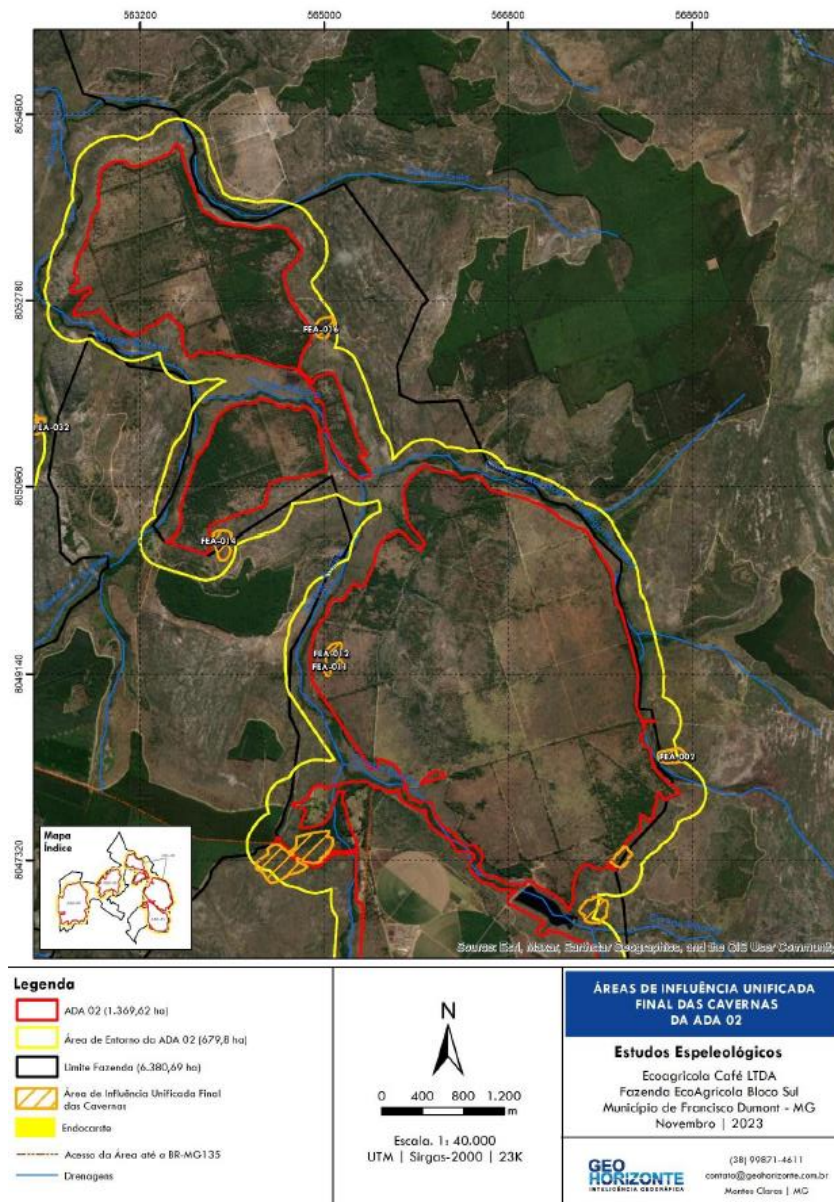 563200 565000 566800 568600
8054600
8052780
8050960
8049140
8047320
FEA-016
FEA-032
FEA-014
FEA-012
FEA-011
FEA-002
Mapa
Índice
Source: Esri, Maxar, Earthstar Geographics, and the GIS User Community
Legenda
ADA 02 (1.369,62 ha)
Área de Entorno da ADA 02 (679,8 ha)
Limite Fazenda (6.380,69 ha)
Área de Influência Unificada Final
das Cavernas
Endocarste
Acesso da Área até a BR-MG135
Drenagens
N
0 400 800 1.200
m
Escala. 1: 40.000
UTM | Sirgas-2000 | 23K
ÁREAS DE INFLUÊNCIA UNIFICADA
FINAL DAS CAVERNAS
DA ADA 02
Estudos Espeleológicos
Ecoagrícola Café LTDA
Fazenda EcoAgrícola Bloco Sul
Município de Francisco Dumont - MG
Novembro | 2023
GEO
HORIZONTE
INTELIGÊNCIA GEOGRÁFICA
(38) 99871-4611
contato@geohorizonte.com.br
Montes Claros | MG